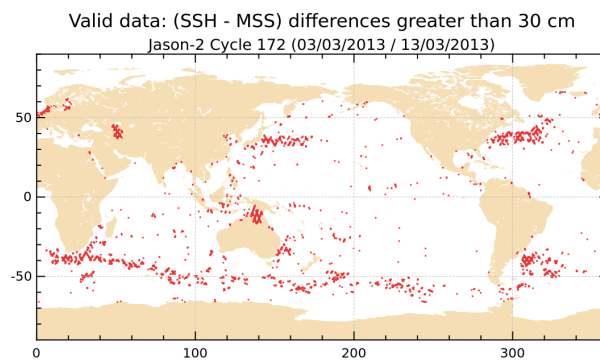 Valid data: (SSH - MSS) differences greater than 30 cm
Jason-2 Cycle 172 (03/03/2013 / 13/03/2013)
50
0
-50
0 100 200 300